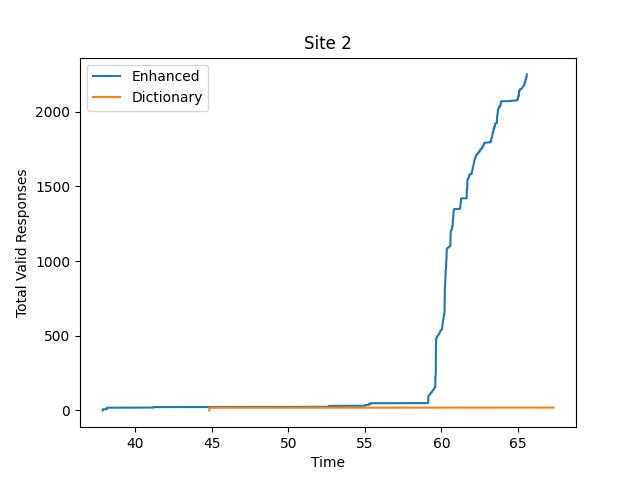 Site 2
Enhanced
Dictionary
Total Valid Responses
2000
1500
1000
500
0
40 45 50 55 60 65
Time